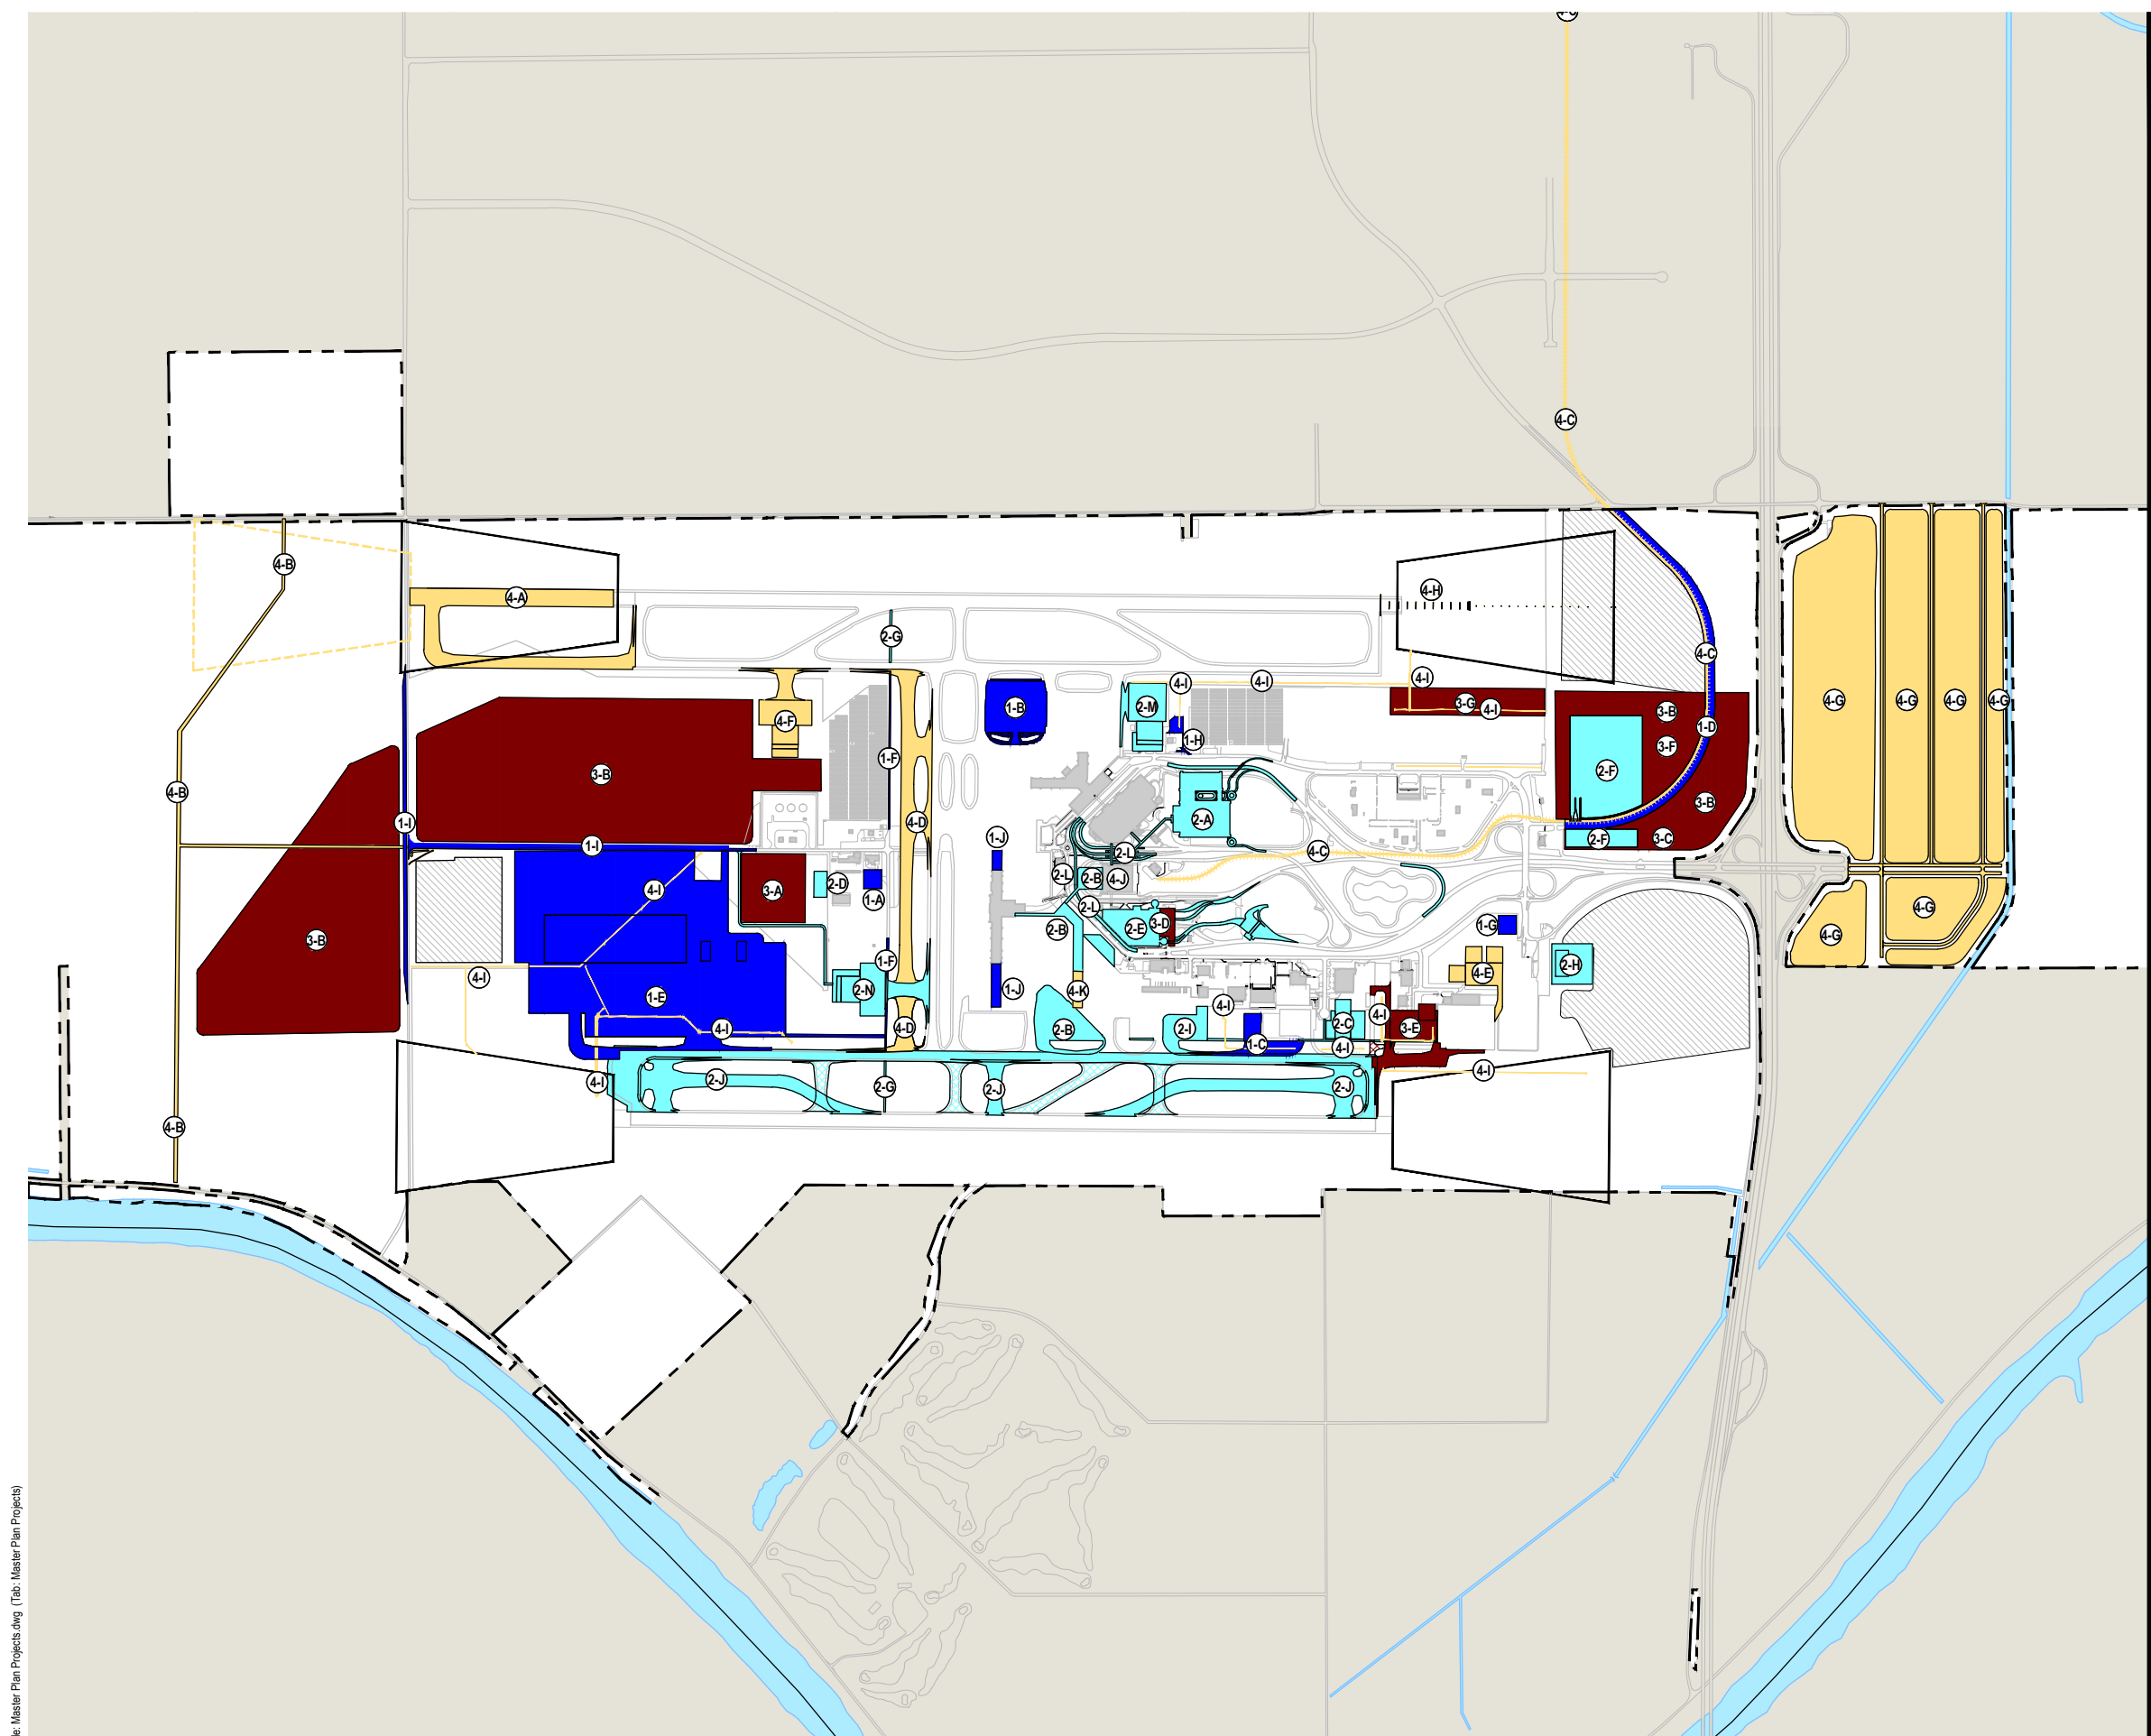 4-C
4-B
4-A
4-H
2-G
4-C
4-I
4-I
4-I
3-G
4-I
2-M
1-B
4-F
3-B
1-D
4-G
4-G
4-G
4-G
1-H
3-F
1-F
3-B
2-F
4-B
3-B
2-A
1-I
4-D
1-J
2-F
3-C
1-I
2-L
4-C
2-L
2-B
4-J
4-I
3-A
2-D
1-A
2-L
4-G
3-B
2-B
2-E
3-D
1-G
4-G
1-F
4-I
2-N
1-J
4-K
4-E
2-H
1-E
4-I
4-I
4-D
2-B
2-I
1-C
2-C
4-I
3-E
4-I
4-I
2-J
2-G
2-J
2-J
4-I
4-B
e: Master Plan Projects.dwg (Tab: Master Plan Projects)